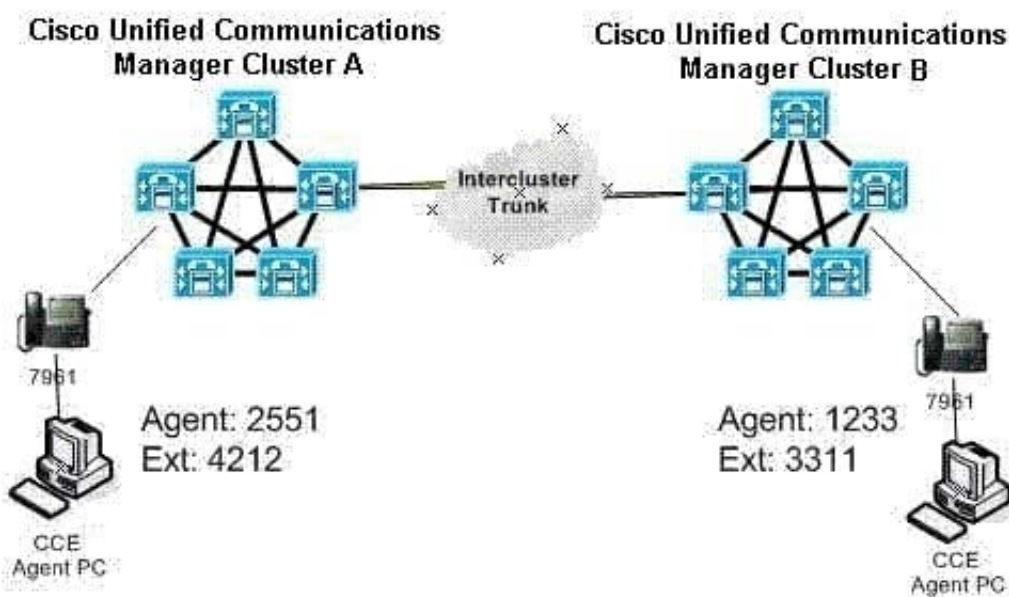 Cisco Unified Communications
Manager Cluster A
Cisco Unified Communications
Manager Cluster B
Intercluster
Trunk
7961
Agent: 2551
Ext: 4212
CCE
Agent PC
Agent: 1233
Ext: 3311
7961
CCE
Agent PC